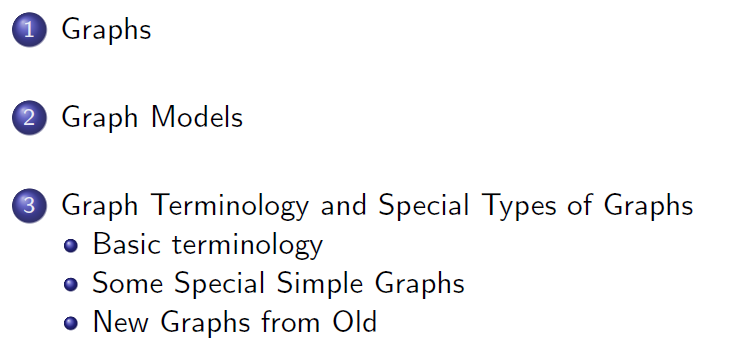 1 Graphs
2 Graph Models
3 Graph Terminology and Special Types of Graphs
Basic terminology
Some Special Simple Graphs
New Graphs from Old